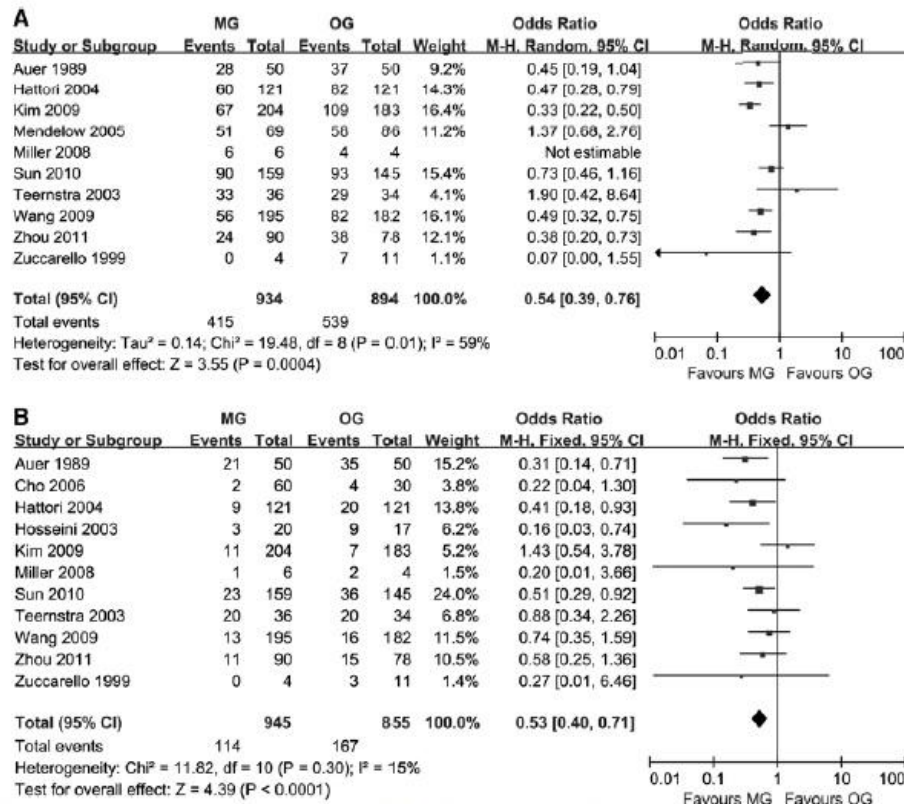 A
MG OG Odds Ratio Odds Ratio
Study or Subgroup Events Total Events Total Weight M-H, Random, 95% CI M-H, Random, 95% CI
Auer 1989 28 50 37 50 9.2% 0.45 [0.19, 1.04]
Hattori 2004 60 121 82 121 14.3% 0.47 [0.28, 0.79]
Kim 2009 67 204 109 183 16.4% 0.33 [0.22, 0.50]
Mendelow 2005 51 69 58 86 11.2% 1.37 [0.68, 2.76]
Miller 2008 6 6 4 4 Not estimable
Sun 2010 90 159 93 145 15.4% 0.73 [0.46, 1.16]
Teernstra 2003 33 36 29 34 4.1% 1.90 [0.42, 8.64]
Wang 2009 56 195 82 182 16.1% 0.49 [0.32, 0.75]
Zhou 2011 24 90 38 78 12.1% 0.38 [0.20, 0.73]
Zuccarello 1999 0 4 7 11 1.1% 0.07 [0.00, 1.55]
Total (95% CI) 934 894 100.0% 0.54 [0.39, 0.76]
Total events 415 539
Heterogeneity: Tau² = 0.14; Chi² = 19.48, df = 8 (P = 0.01); I² = 59%
Test for overall effect: Z = 3.55 (P = 0.0004)
0.01 0.1 1 10 100
Favours MG Favours OG
B
MG OG Odds Ratio Odds Ratio
Study or Subgroup Events Total Events Total Weight M-H, Fixed, 95% CI M-H, Fixed, 95% CI
Auer 1989 21 50 35 50 15.2% 0.31 [0.14, 0.71]
Cho 2006 2 60 4 30 3.8% 0.22 [0.04, 1.30]
Hattori 2004 9 121 20 121 13.8% 0.41 [0.18, 0.93]
Hosseini 2003 3 20 9 17 6.2% 0.16 [0.03, 0.74]
Kim 2009 11 204 7 183 5.2% 1.43 [0.54, 3.78]
Miller 2008 1 6 2 4 1.5% 0.20 [0.01, 3.66]
Sun 2010 23 159 36 145 24.0% 0.51 [0.29, 0.92]
Teernstra 2003 20 36 20 34 6.8% 0.88 [0.34, 2.26]
Wang 2009 13 195 16 182 11.5% 0.74 [0.35, 1.59]
Zhou 2011 11 90 15 78 10.5% 0.58 [0.25, 1.36]
Zuccarello 1999 0 4 3 11 1.4% 0.27 [0.01, 6.46]
Total (95% CI) 945 855 100.0% 0.53 [0.40, 0.71]
Total events 114 167
Heterogeneity: Chi² = 11.82, df = 10 (P = 0.30); I² = 15%
Test for overall effect: Z = 4.39 (P < 0.0001)
0.01 0.1 1 10 100
Favours MG Favours OG